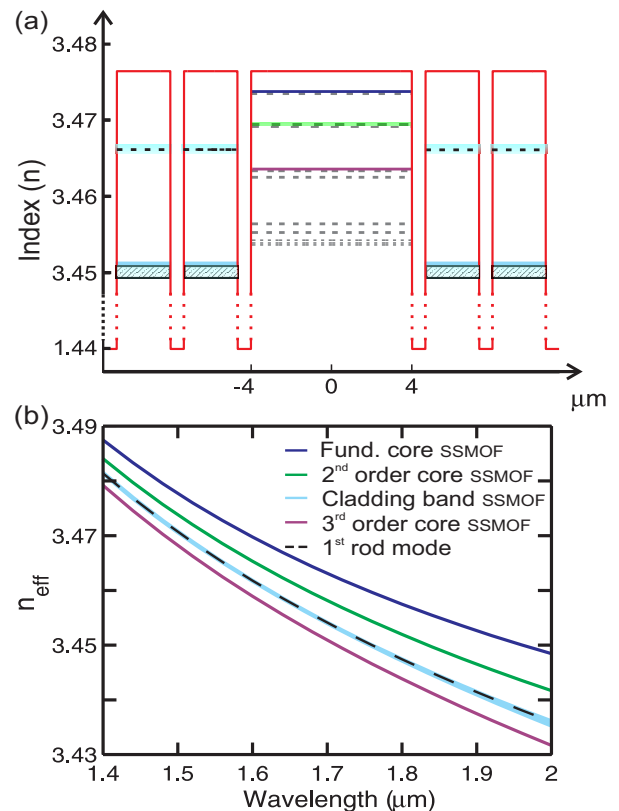 (a)
3.48
3.47
3.46
3.45
1.44
Index (n)
-4 0 4 μm
(b)
3.49
3.47
3.45
3.43
n_eff
Fund. core SSMOF
2nd order core SSMOF
Cladding band SSMOF
3rd order core SSMOF
1st rod mode
1.4 1.5 1.6 1.7 1.8 1.9 2
Wavelength (μm)